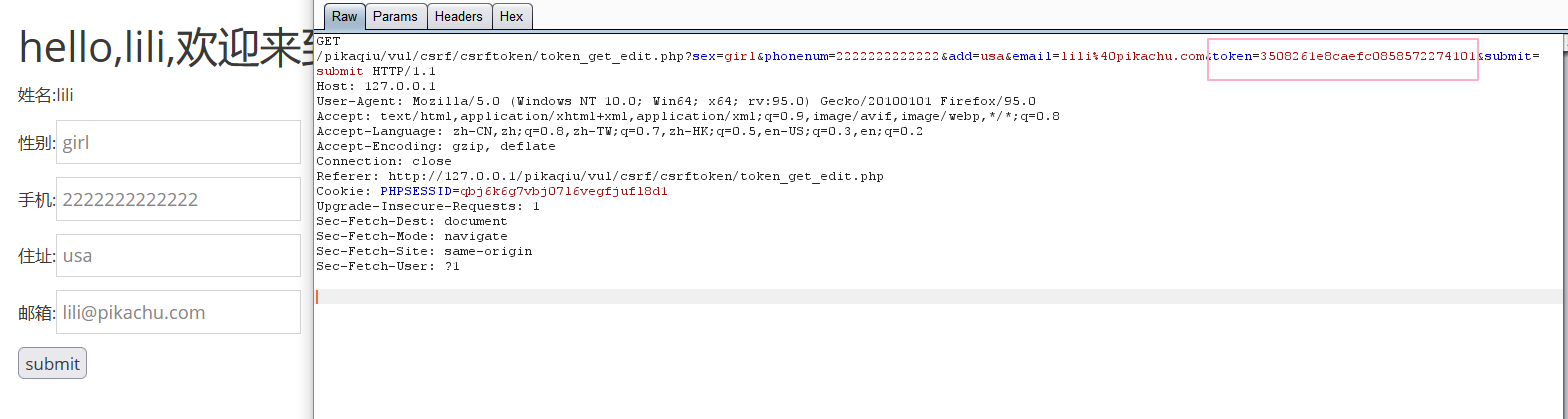 hello,lili,欢迎来到
姓名:lili
性别: girl
手机: 2222222222222
住址: usa
邮箱: lili@pikachu.com
submit
Raw Params Headers Hex
GET
/pikaqiu/vul/csrf/csrftoken/token_get_edit.php?sex=girl&phonenum=2222222222222&add=usa&email=lili%40pikachu.com&token=3508261e8caefc0858572274101&submit=
submit HTTP/1.1
Host: 127.0.0.1
User-Agent: Mozilla/5.0 (Windows NT 10.0; Win64; x64; rv:95.0) Gecko/20100101 Firefox/95.0
Accept: text/html,application/xhtml+xml,application/xml;q=0.9,image/avif,image/webp,*/*;q=0.8
Accept-Language: zh-CN,zh;q=0.8,zh-TW;q=0.7,zh-HK;q=0.5,en-US;q=0.3,en;q=0.2
Accept-Encoding: gzip, deflate
Connection: close
Referer: http://127.0.0.1/pikaqiu/vul/csrf/csrftoken/token_get_edit.php
Cookie: PHPSESSID=qbj6k6g7vbj0716vegfjuf18d1
Upgrade-Insecure-Requests: 1
Sec-Fetch-Dest: document
Sec-Fetch-Mode: navigate
Sec-Fetch-Site: same-origin
Sec-Fetch-User: ?1